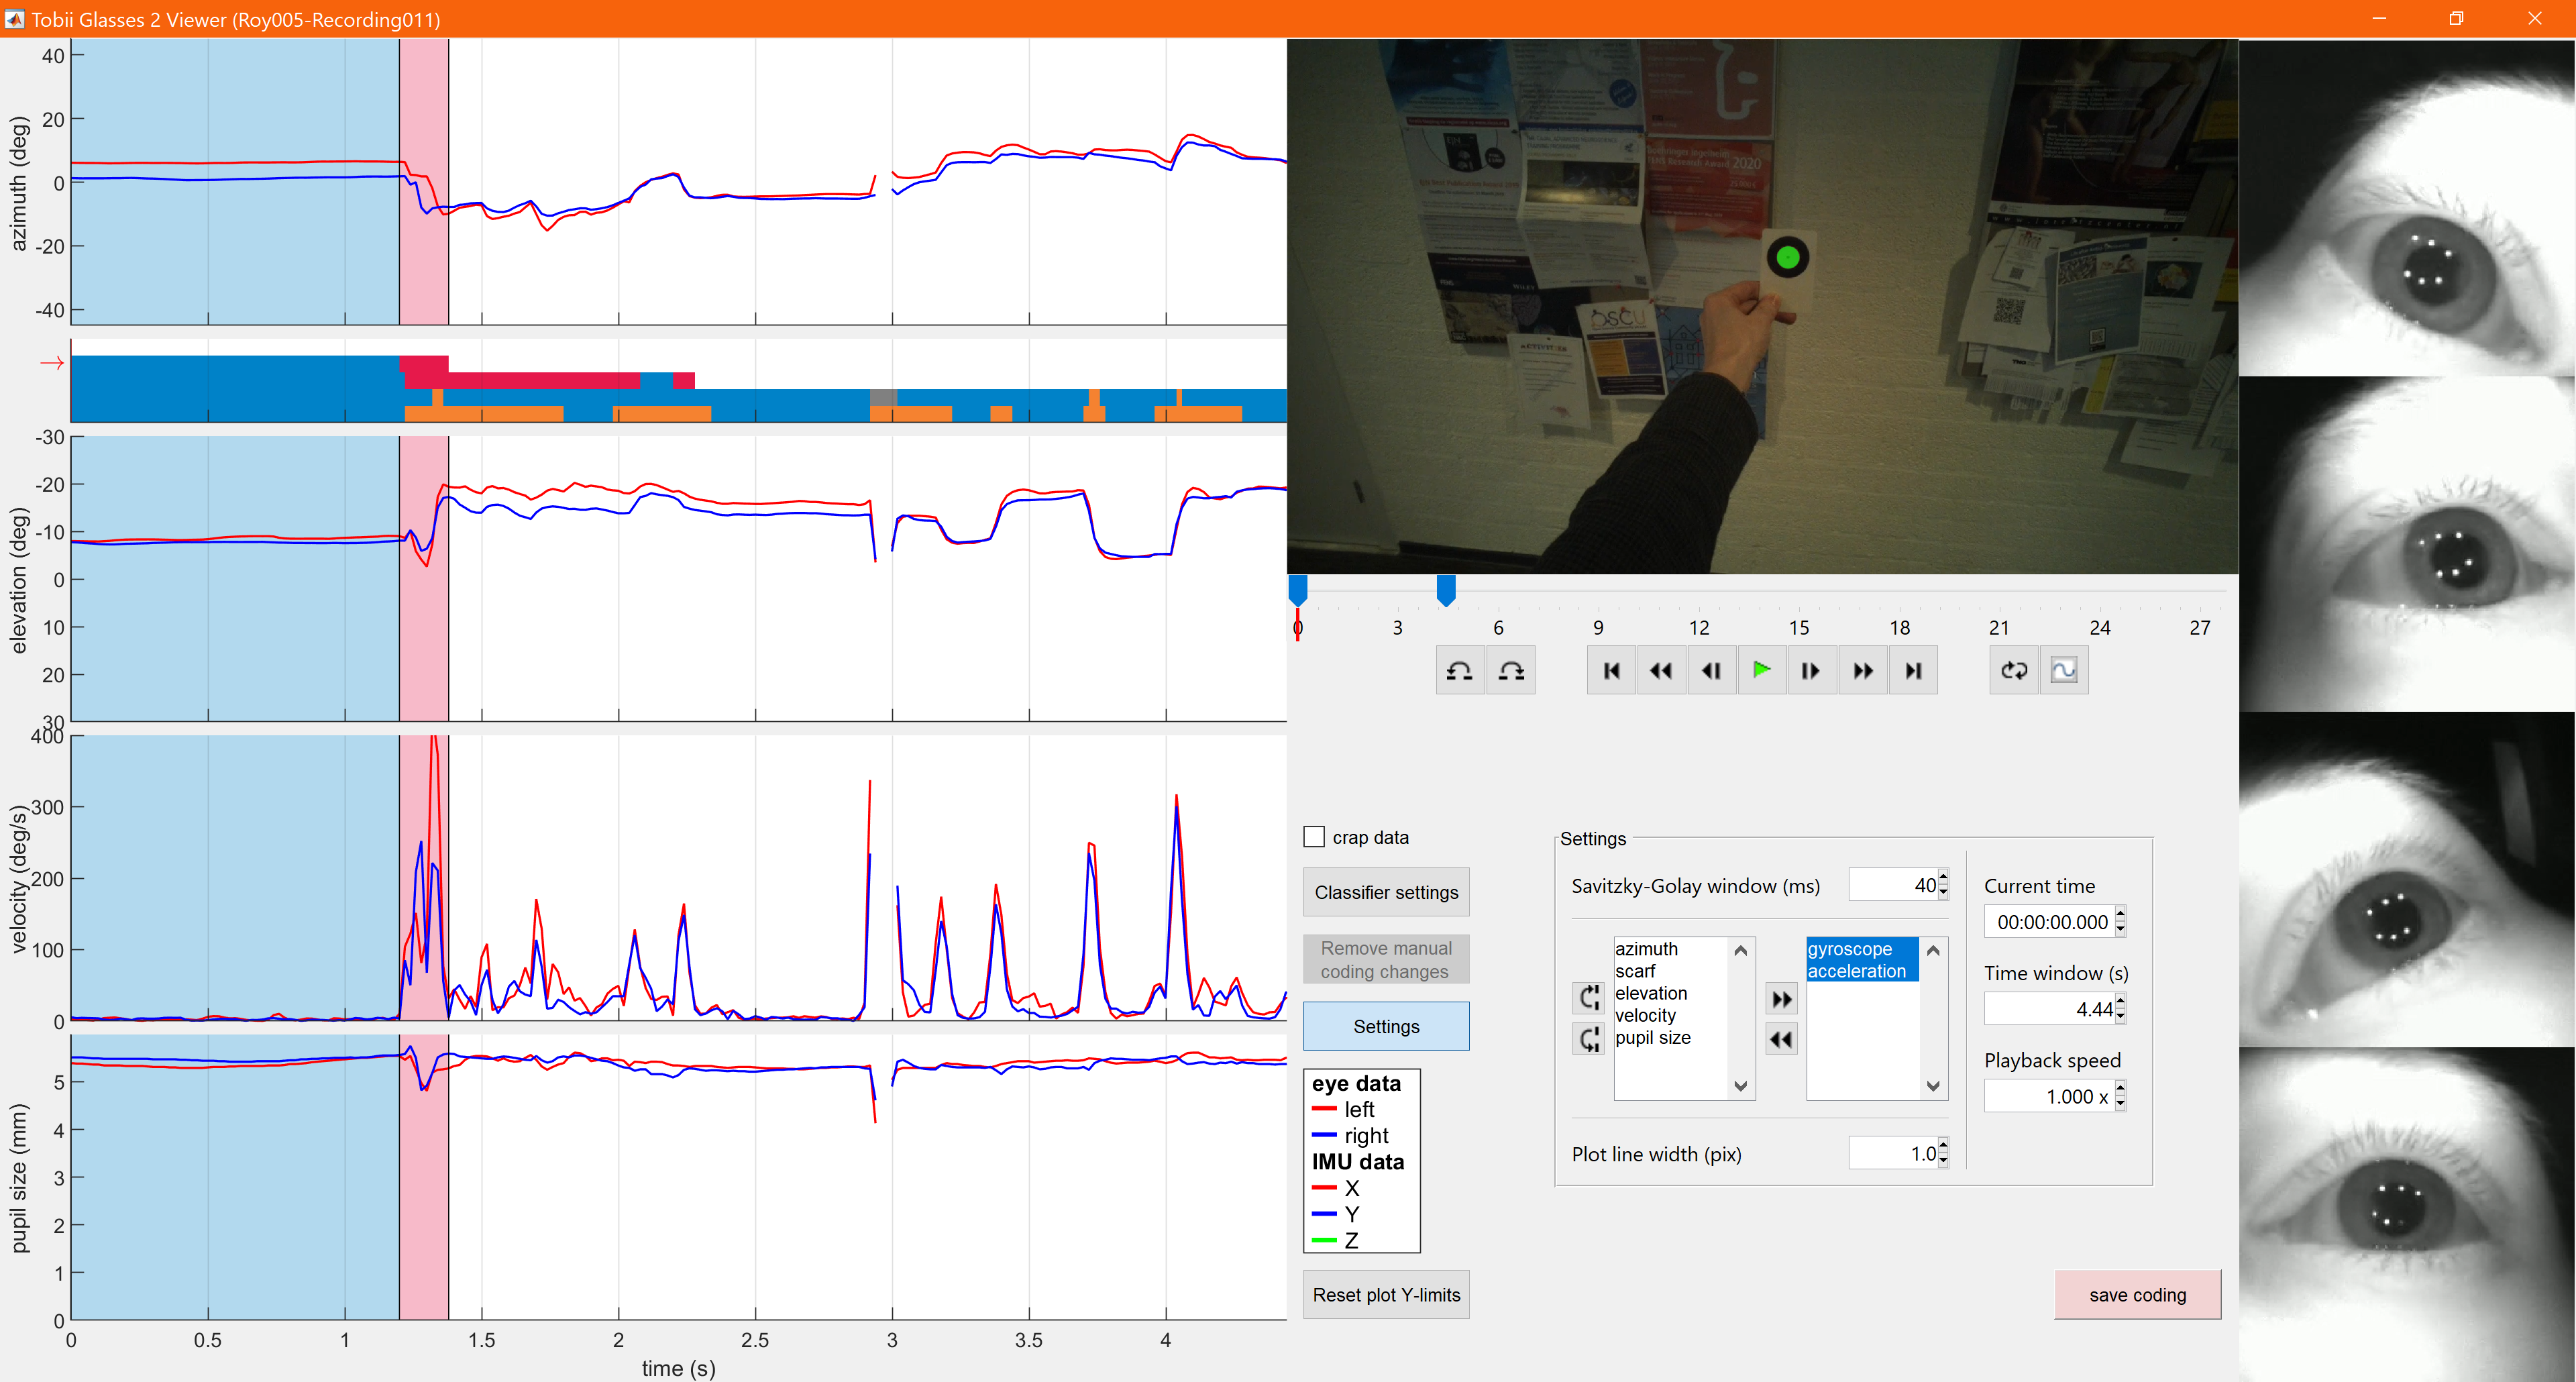 Tobii Glasses 2 Viewer (Roy005-Recording011)
azimuth (deg)
40
20
0
-20
-40
→
elevation (deg)
-30
-20
-10
0
10
20
30
velocity (deg/s)
400
300
200
100
0
pupil size (mm)
5
4
3
2
1
0
0 0.5 1 1.5 2 2.5 3 3.5 4
time (s)
2020
OSCU
0 3 6 9 12 15 18 21 24 27
crap data
Classifier settings
Remove manual
coding changes
Settings
eye data
left
right
IMU data
X
Y
Z
Reset plot Y-limits
Settings
Savitzky-Golay window (ms) 40
azimuth
scarf
elevation
velocity
pupil size
gyroscope
acceleration
Plot line width (pix) 1.0
Current time
00:00:00.000
Time window (s)
4.44
Playback speed
1.000 x
save coding